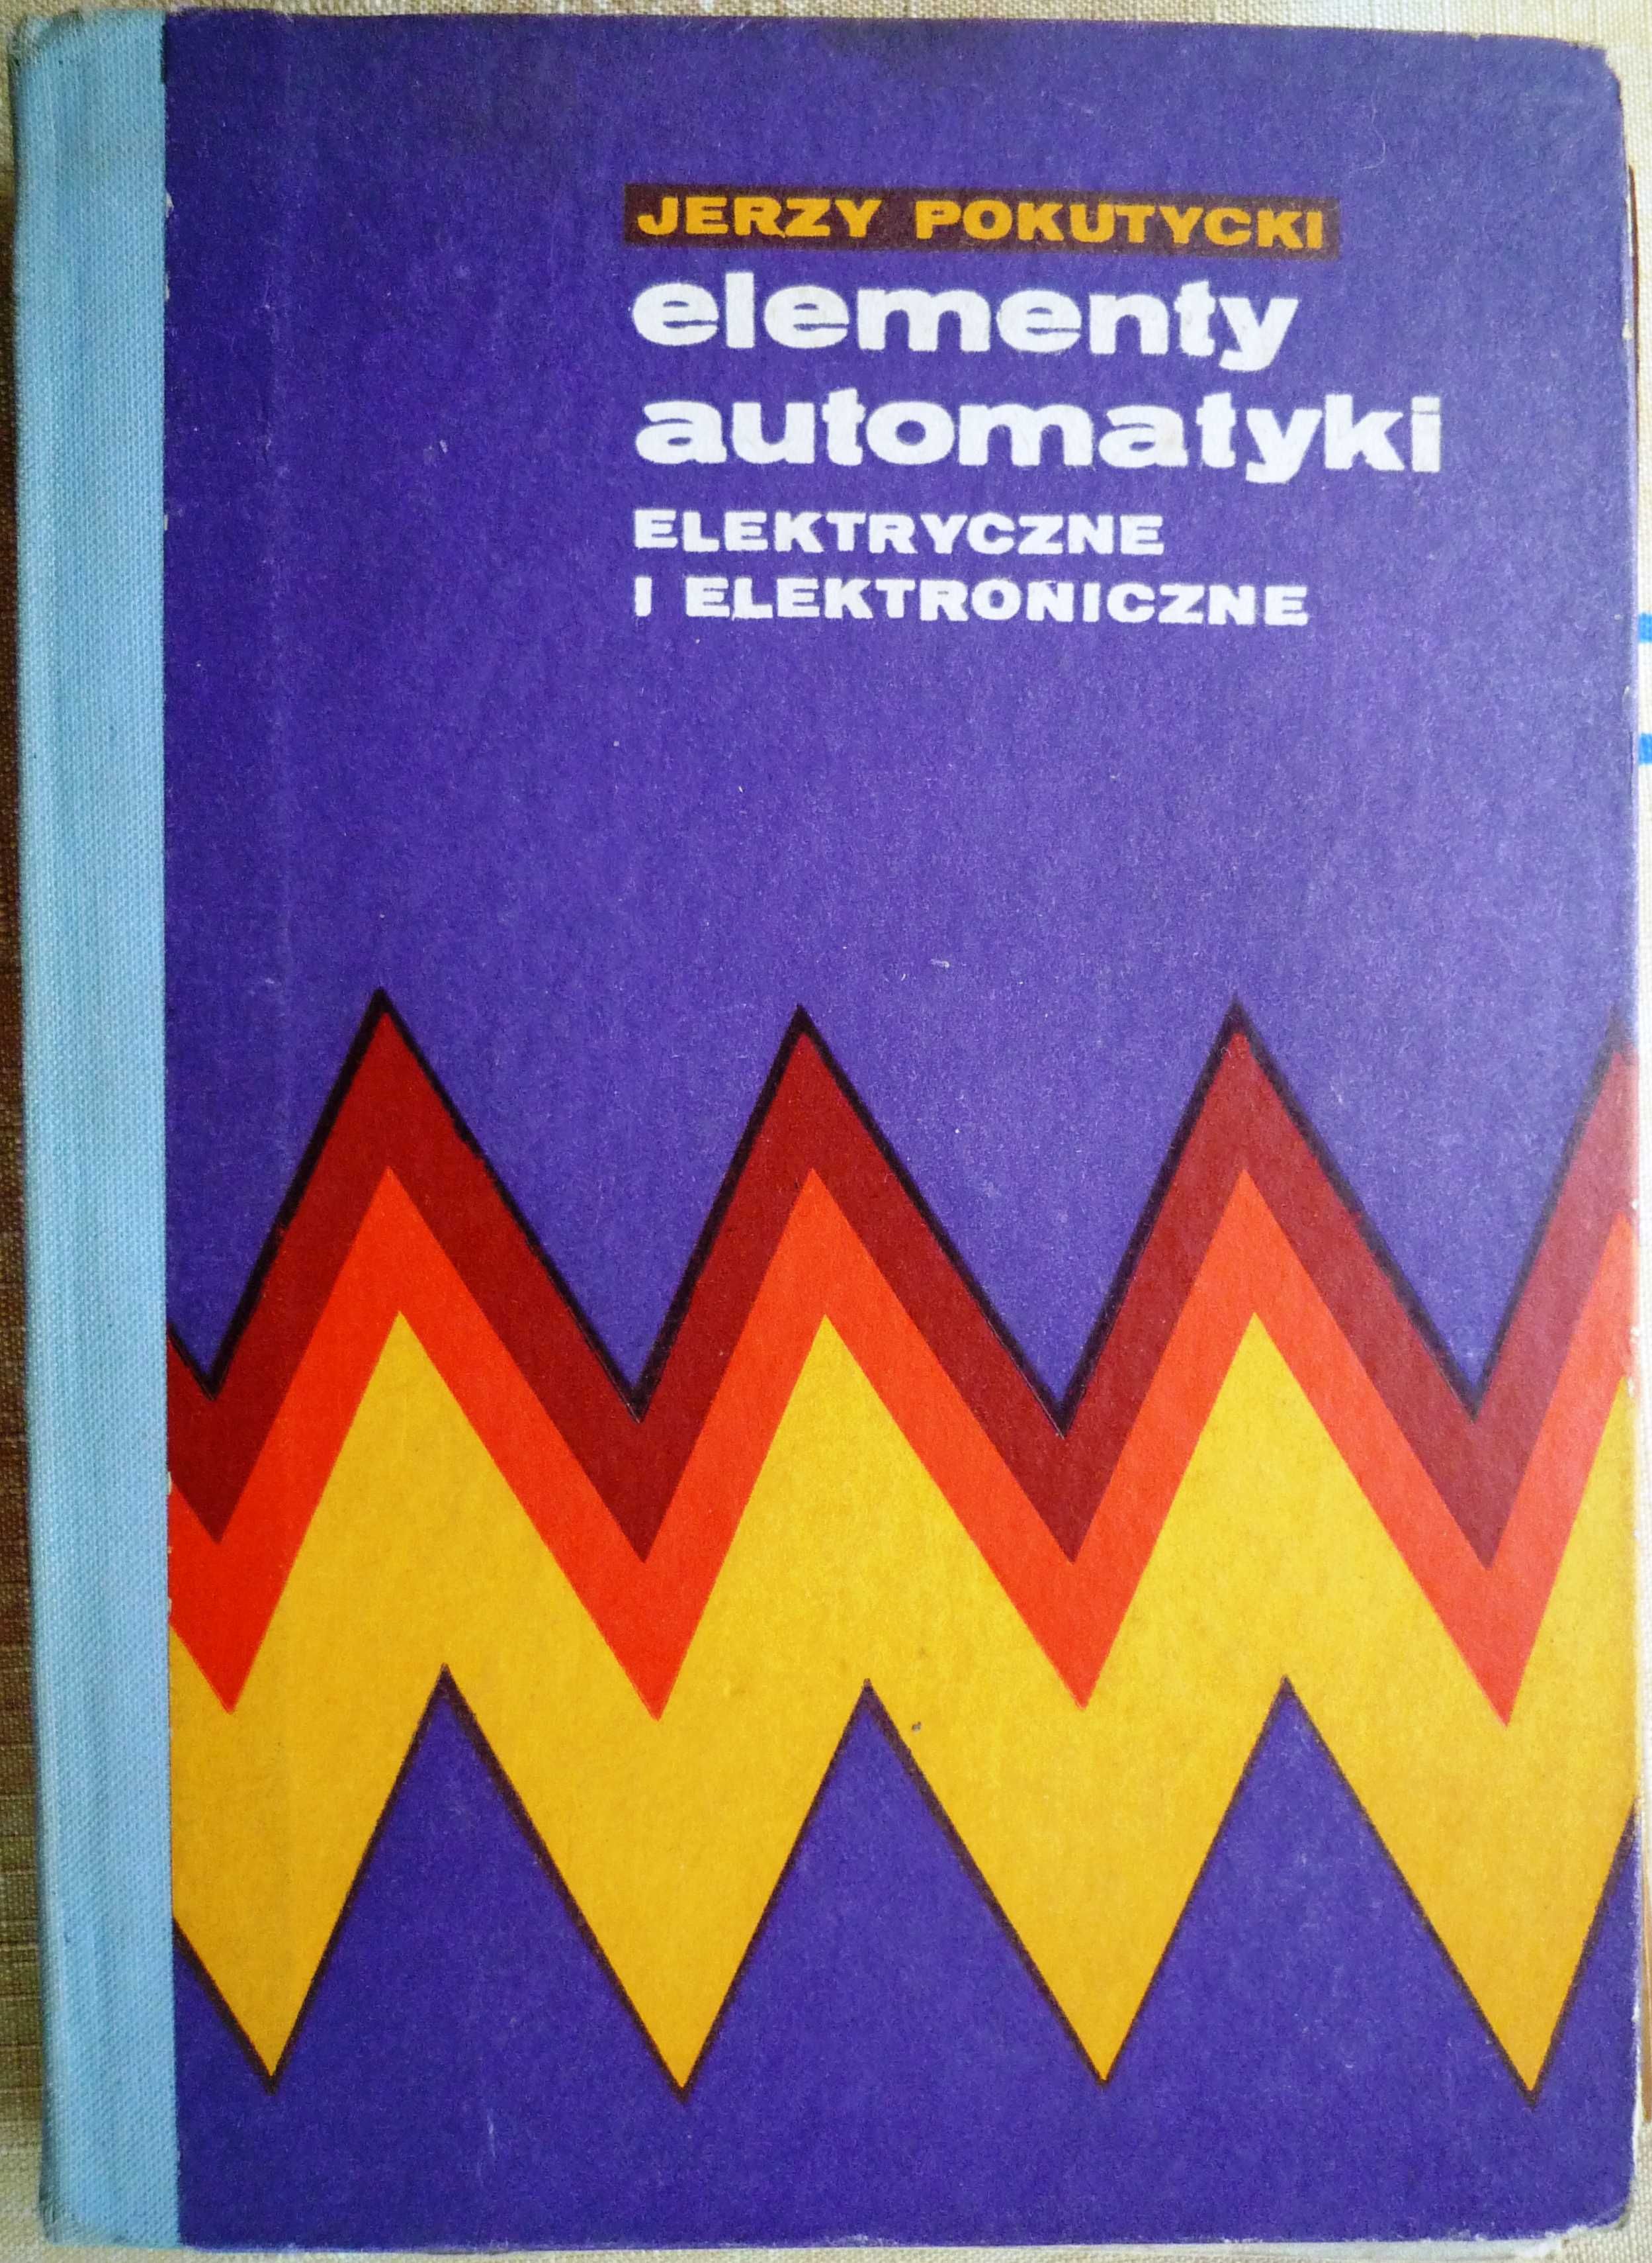 JERZY POKUTYCKI
elementy
automatyki
ELEKTRYCZNE
I ELEKTRONICZNE